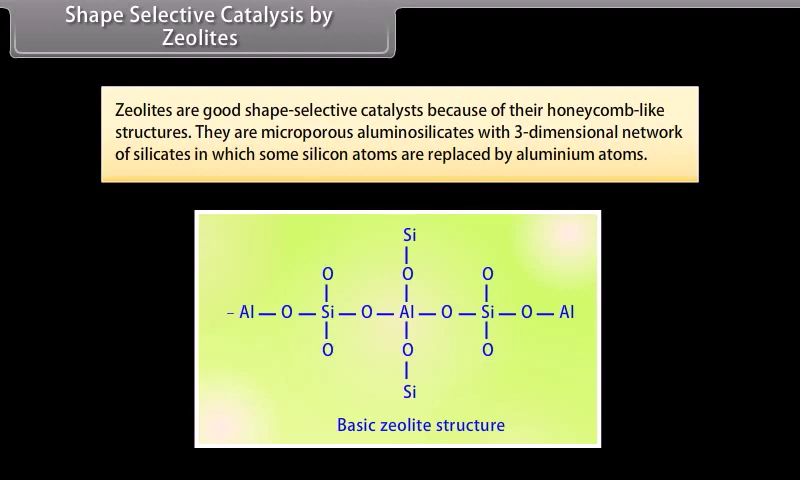 Shape Selective Catalysis by
Zeolites
Zeolites are good shape-selective catalysts because of their honeycomb-like
structures. They are microporous aluminosilicates with 3-dimensional network
of silicates in which some silicon atoms are replaced by aluminium atoms.
Si
O O O
– Al — O — Si — O — Al — O — Si — O — Al
O O O
Si
Basic zeolite structure